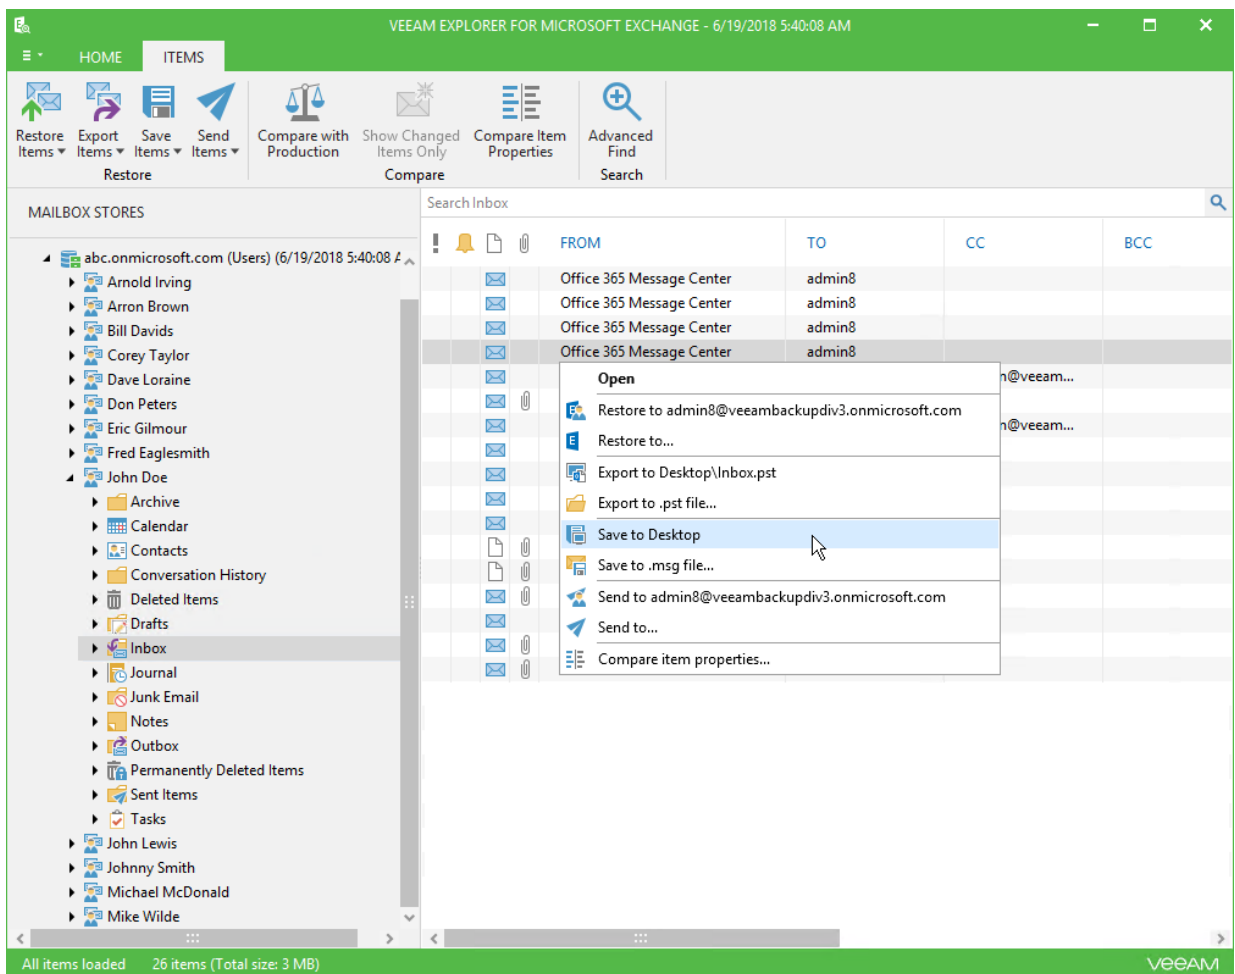 VEEAM EXPLORER FOR MICROSOFT EXCHANGE - 6/19/2018 5:40:08 AM
HOME ITEMS
Restore Items
Export Items
Save Items
Send Items
Compare with Production
Show Changed Items Only
Compare Item Properties
Advanced Find
Restore Compare Search
MAILBOX STORES
abc.onmicrosoft.com (Users) (6/19/2018 5:40:08
Arnold Irving
Arron Brown
Bill Davids
Corey Taylor
Dave Loraine
Don Peters
Eric Gilmour
Fred Eaglesmith
John Doe
Archive
Calendar
Contacts
Conversation History
Deleted Items
Drafts
Inbox
Journal
Junk Email
Notes
Outbox
Permanently Deleted Items
Sent Items
Tasks
John Lewis
Johnny Smith
Michael McDonald
Mike Wilde
Search Inbox
FROM TO CC BCC
Office 365 Message Center admin8
Office 365 Message Center admin8
Office 365 Message Center admin8
Office 365 Message Center admin8
n@veeam...
n@veeam...
Open
Restore to admin8@veeambackupdiv3.onmicrosoft.com
Restore to...
Export to Desktop\Inbox.pst
Export to .pst file...
Save to Desktop
Save to .msg file...
Send to admin8@veeambackupdiv3.onmicrosoft.com
Send to...
Compare item properties...
All items loaded 26 items (Total size: 3 MB)
veeAM